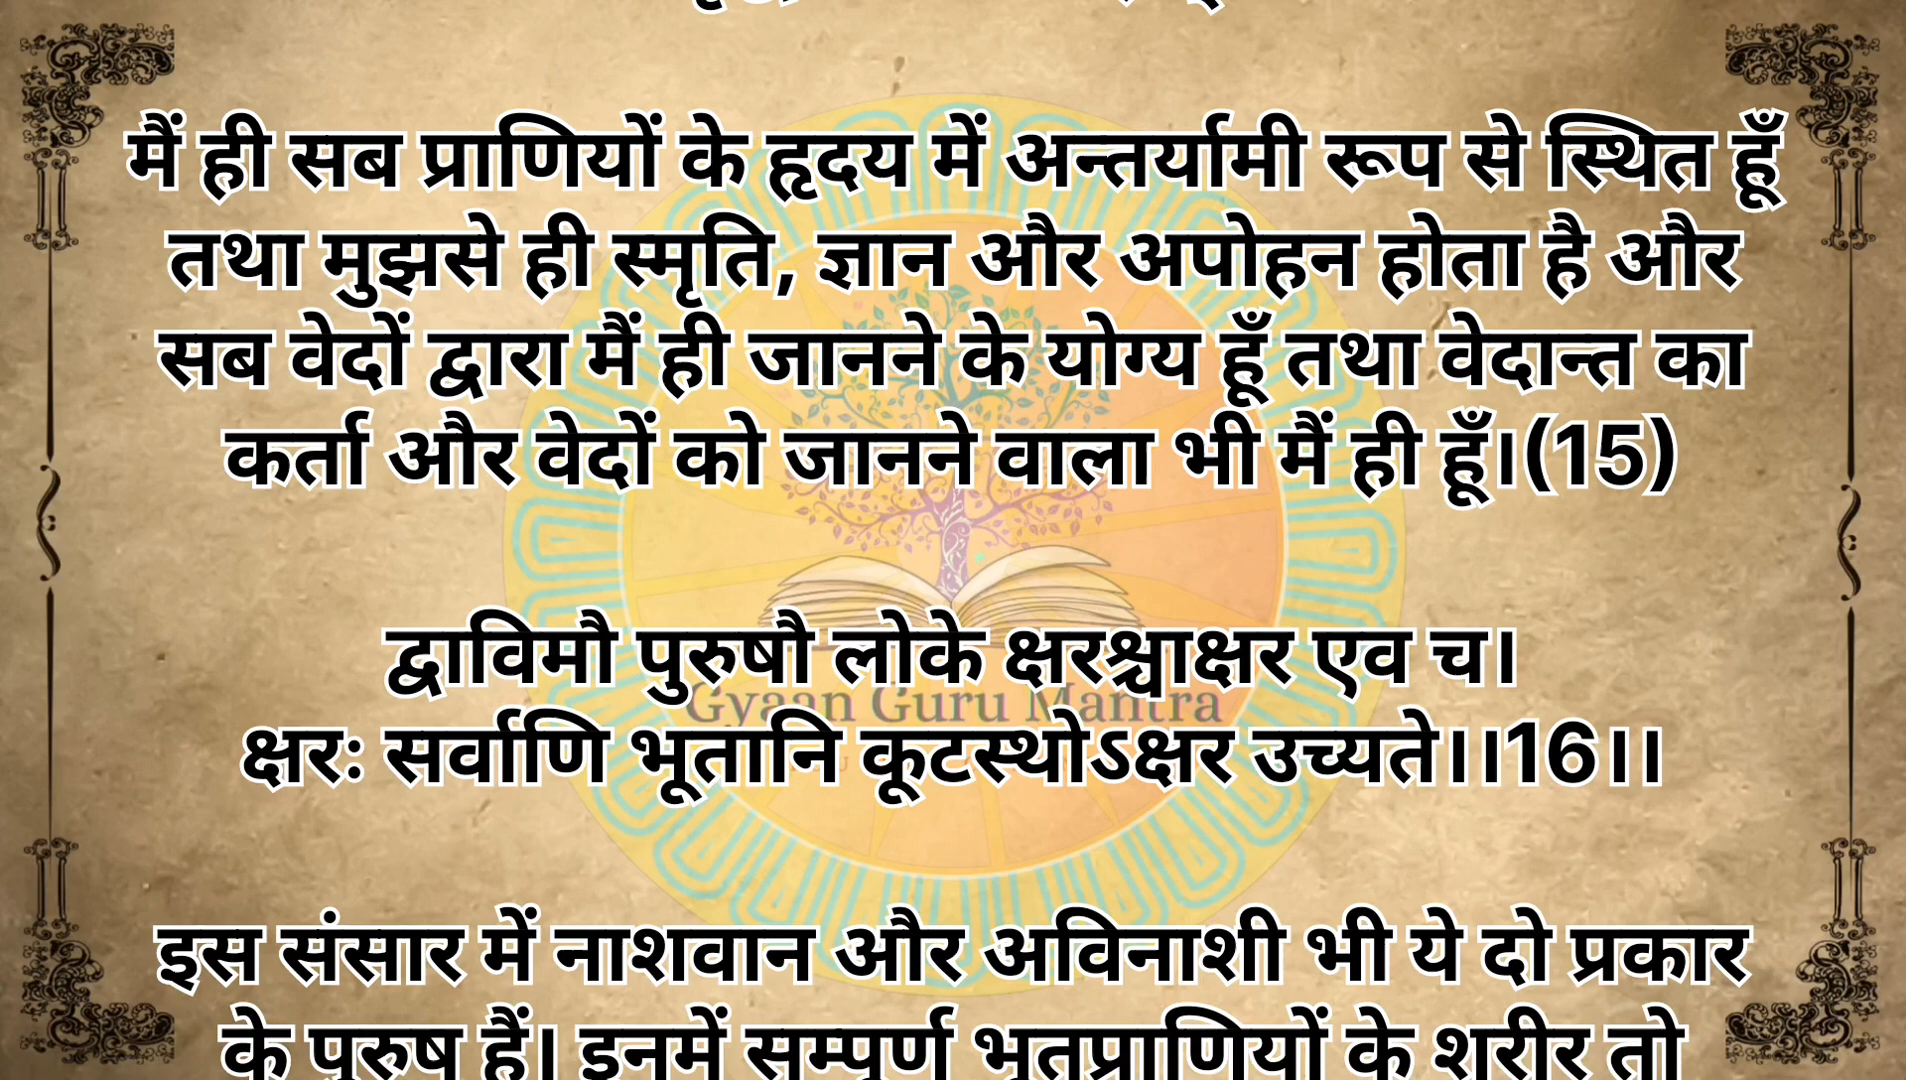 मैं ही सब प्राणियों के हृदय में अन्तर्यामी रूप से स्थित हूँ
तथा मुझसे ही स्मृति, ज्ञान और अपोहन होता है और
सब वेदों द्वारा मैं ही जानने के योग्य हूँ तथा वेदान्त का
कर्ता और वेदों को जानने वाला भी मैं ही हूँ।(15)
द्वाविमौ पुरुषौ लोके क्षरश्चाक्षर एव च।
Gyaan Guru Mantra
क्षरः सर्वाणि भूतानि कूटस्थोऽक्षर उच्यते।।16।।
इस संसार में नाशवान और अविनाशी भी ये दो प्रकार
के पुरुष हैं। इनमें सम्पूर्ण भूतप्राणियों के शरीर तो